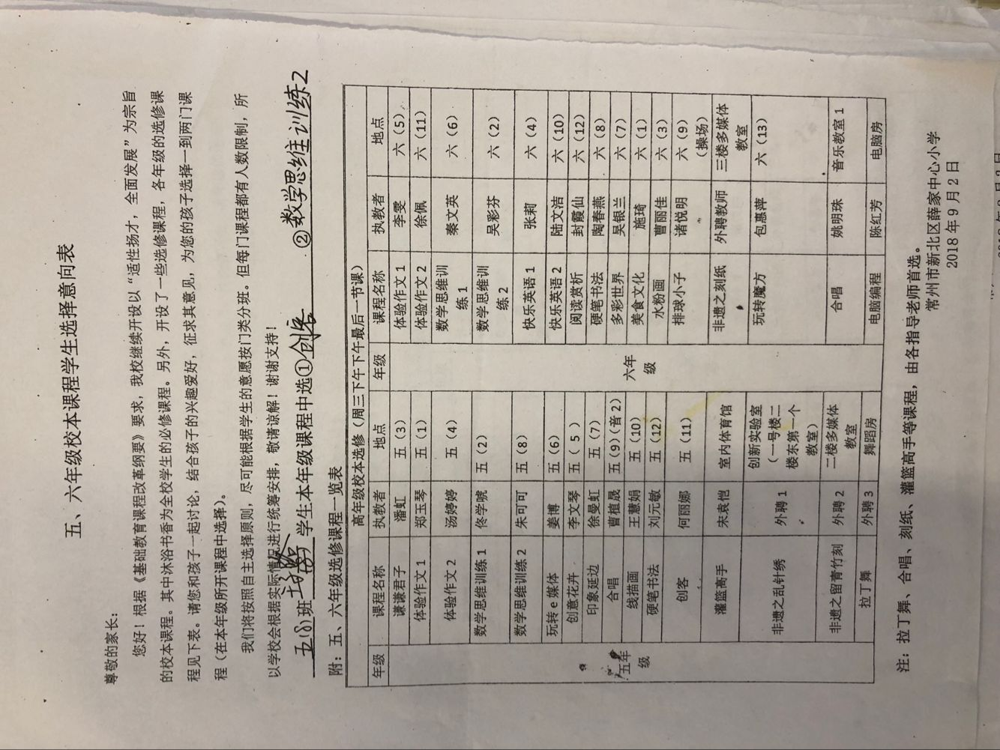 五、六年级校本课程学生选择意向表
尊敬的家长：
您好！根据《基础教育课程改革纲要》要求，我校继续开设以“适性扬才，全面发展”为宗旨
的校本课程。其中沐浴书香为全校学生的必修课程。另外，开设了一些选修课程，各年级的选修课
程见下表。请您和孩子一起讨论，结合孩子的兴趣爱好，征求其意见，为您的孩子选择一到两门课
程（在本年级所开课程中选择）。
我们将按照自主选择原则，尽可能根据学生的意愿按门类分班。但每门课程都有人数限制，所
以学校会根据实际情况进行统筹安排，敬请谅解！谢谢支持！
班 学生本年级课程中选①创客 ②数学思维训练2
附：五、六年级选修课程一览表
高年级校本选修（周三下午下午最后一节课）
年级 课程名称 执教者 地点 年级 课程名称 执教者 地点
五年级 谦谦君子 潘虹 五（3） 六年级 体验作文1 李雯 六（5）
体验作文1 郑玉琴 五（1） 体验作文2 徐佩 六（11）
体验作文2 汤婷婷 五（4） 数学思维训练1 秦文英 六（6）
数学思维训练1 佟学唬 五（2） 数学思维训练2 吴彩芬 六（2）
数学思维训练2 朱可可 五（8） 快乐英语1 张莉 六（4）
玩转e媒体 姜博 五（6） 快乐英语2 陆文洁 六（10）
创意花卉 李文琴 五（5） 阅读赏析 封霞仙 六（12）
印象延边 徐曼虹 五（7） 硬笔书法 陶春燕 六（8）
合唱 曹植晟 五（9）（音2） 多彩世界 吴银兰 六（7）
线描画 王慧娟 五（10） 美食文化 施琦 六（1）
硬笔书法 刘元敏 五（12） 水粉画 曹丽佳 六（3）
创客 何丽娜 五（11） 排球小子 诸悦明 六（9）（操场）
灌篮高手 宋袁恺 室内体育馆 非遗之刻纸 外聘教师 三楼多媒体教室
非遗之乱针绣 外聘1 创新实验室（一号楼二楼东第一个教室） 玩转魔方 包惠萍 六（13）
非遗之留青竹刻 外聘2 二楼多媒体教室 合唱 姚明珠 音乐教室1
拉丁舞 外聘3 舞蹈房 电脑编程 陈红芳 电脑房
注：拉丁舞、合唱、刻纸、灌篮高手等课程，由各指导老师首选。
常州市新北区薛家中心小学
2018年9月2日